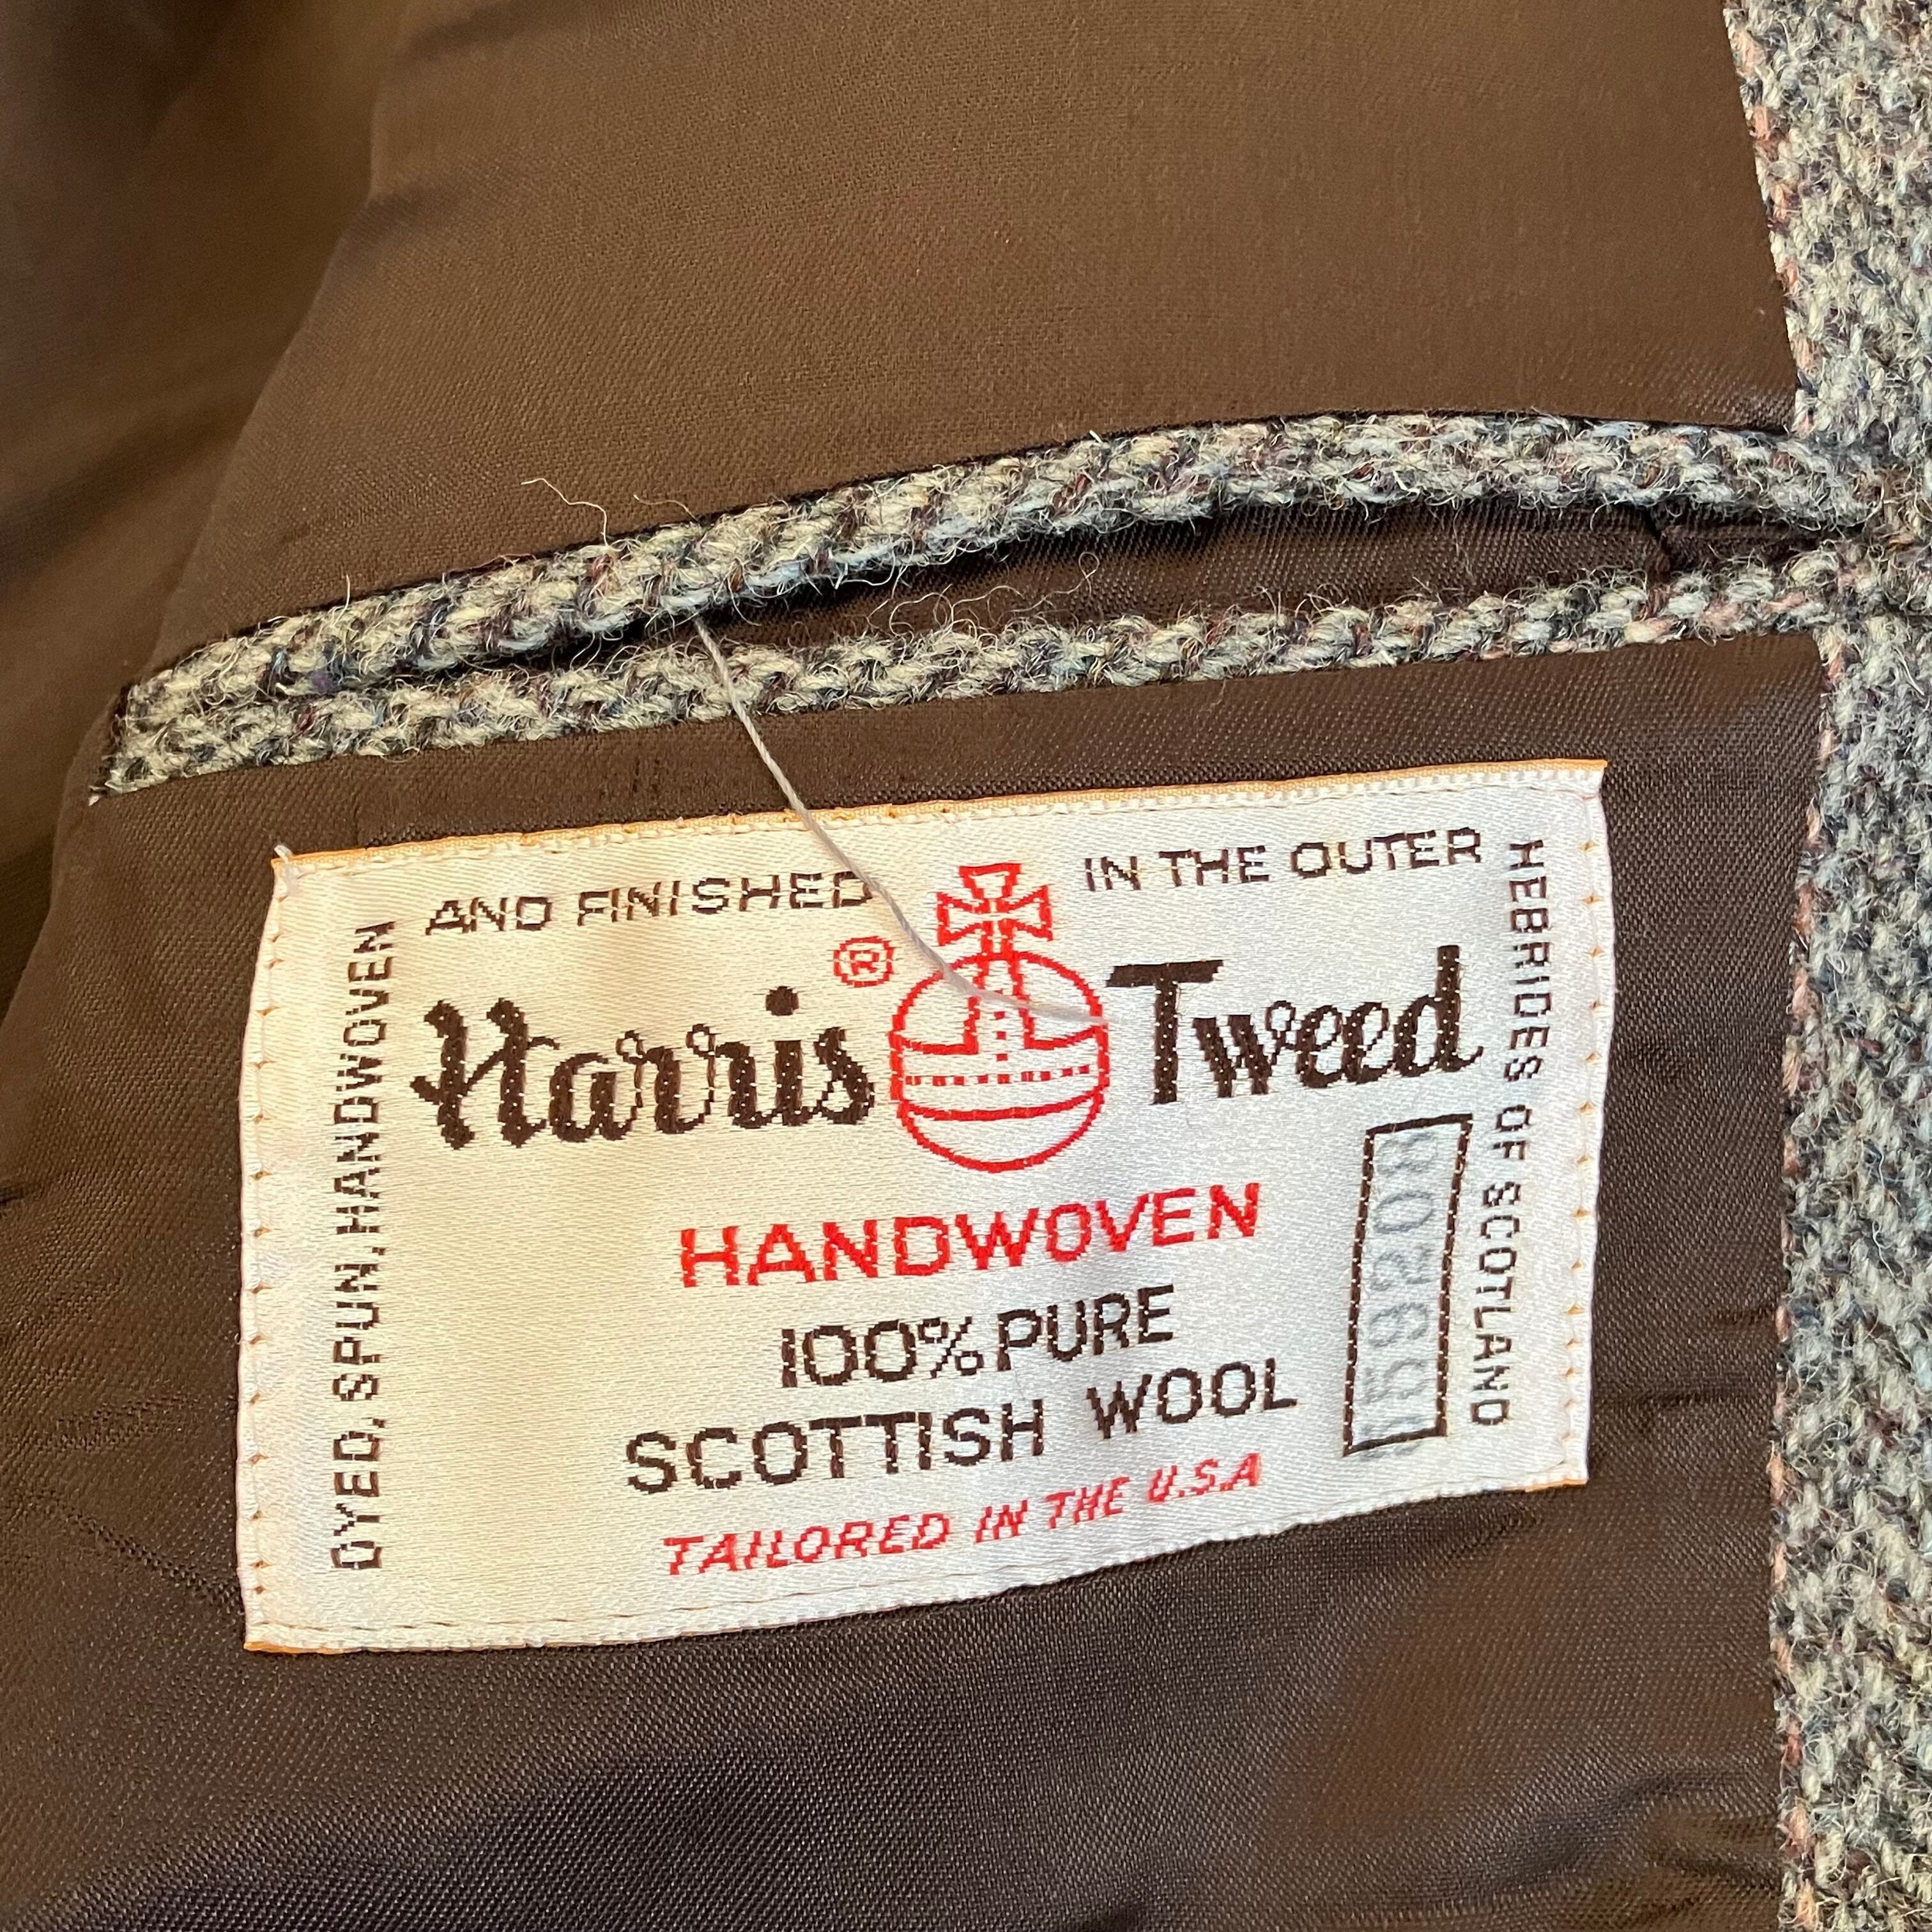 DYED, SPUN, HANDWOVEN
AND FINISHED
IN THE OUTER
HEBRIDES OF SCOTLAND
Harris ® Tweed
HANDWOVEN
100% PURE
SCOTTISH WOOL
TAILORED IN THE U.S.A